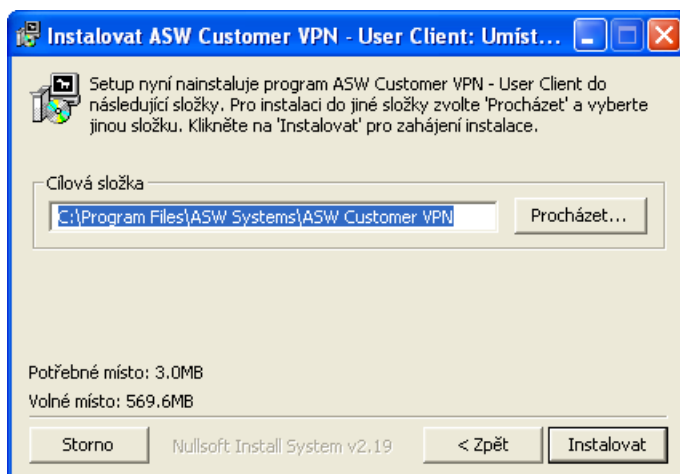 Instalovat ASW Customer VPN - User Client: Umíst...
Setup nyní nainstaluje program ASW Customer VPN - User Client do
následující složky. Pro instalaci do jiné složky zvolte 'Procházet' a vyberte
jinou složku. Klikněte na 'Instalovat' pro zahájení instalace.
Cílová složka
C:\Program Files\ASW Systems\ASW Customer VPN
Procházet...
Potřebné místo: 3.0MB
Volné místo: 569.6MB
Storno
Nullsoft Install System v2.19
< Zpět
Instalovat